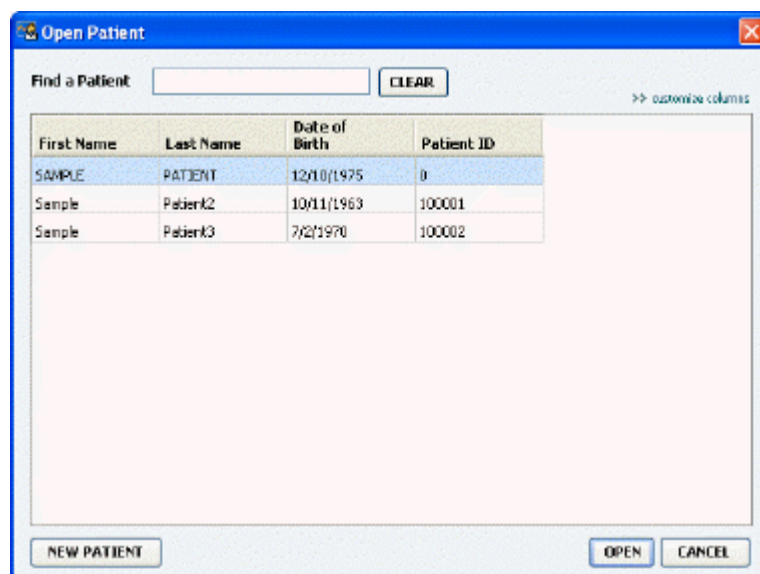 Open Patient
Find a Patient CLEAR
>> customize columns
First Name Last Name Date of Birth Patient ID
SAMPLE PATIENT 12/10/1975 0
Sample Patient2 10/11/1963 100001
Sample Patient3 7/2/1970 100002
NEW PATIENT OPEN CANCEL